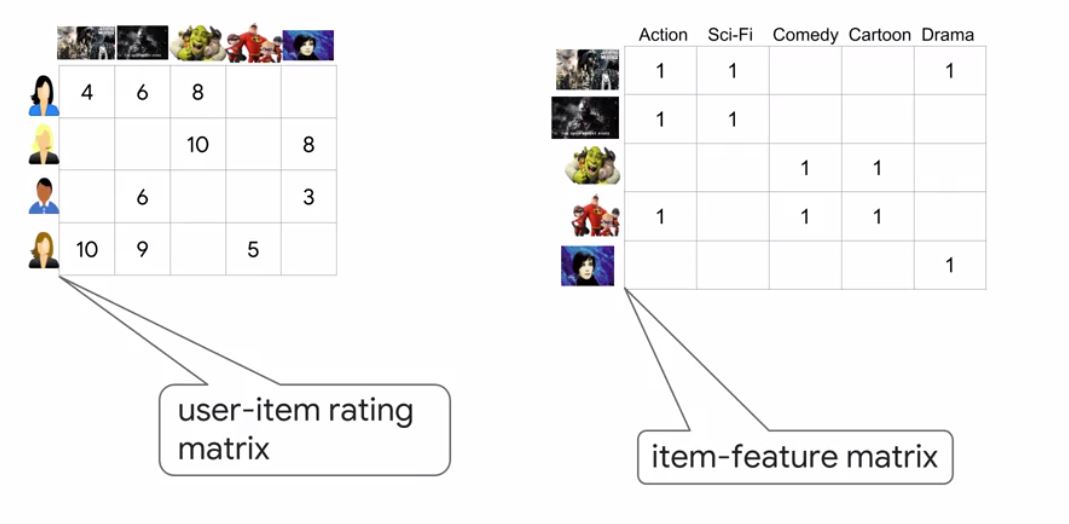 4 6 8
10 8
6 3
10 9 5
user-item rating
matrix
Action Sci-Fi Comedy Cartoon Drama
1 1 1
1 1
1 1
1 1 1
1
item-feature matrix